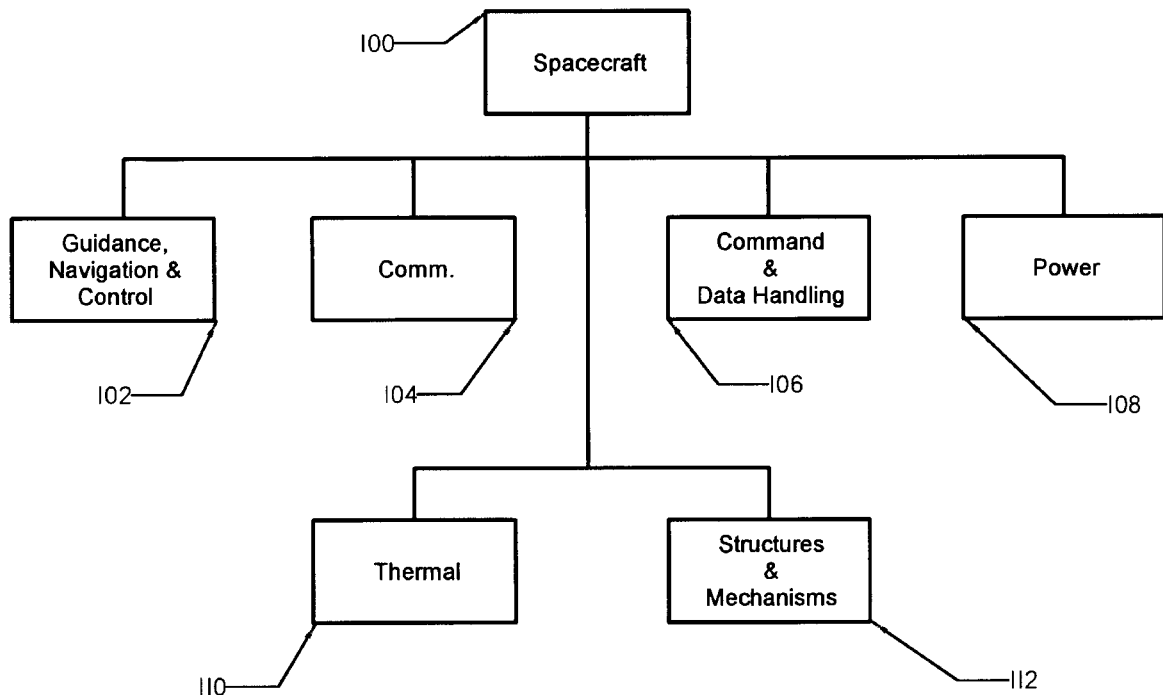 100
Spacecraft
Guidance,
Navigation &
Control
Comm.
Command
&
Data Handling
Power
102
104
106
108
Thermal
Structures
&
Mechanisms
110
112